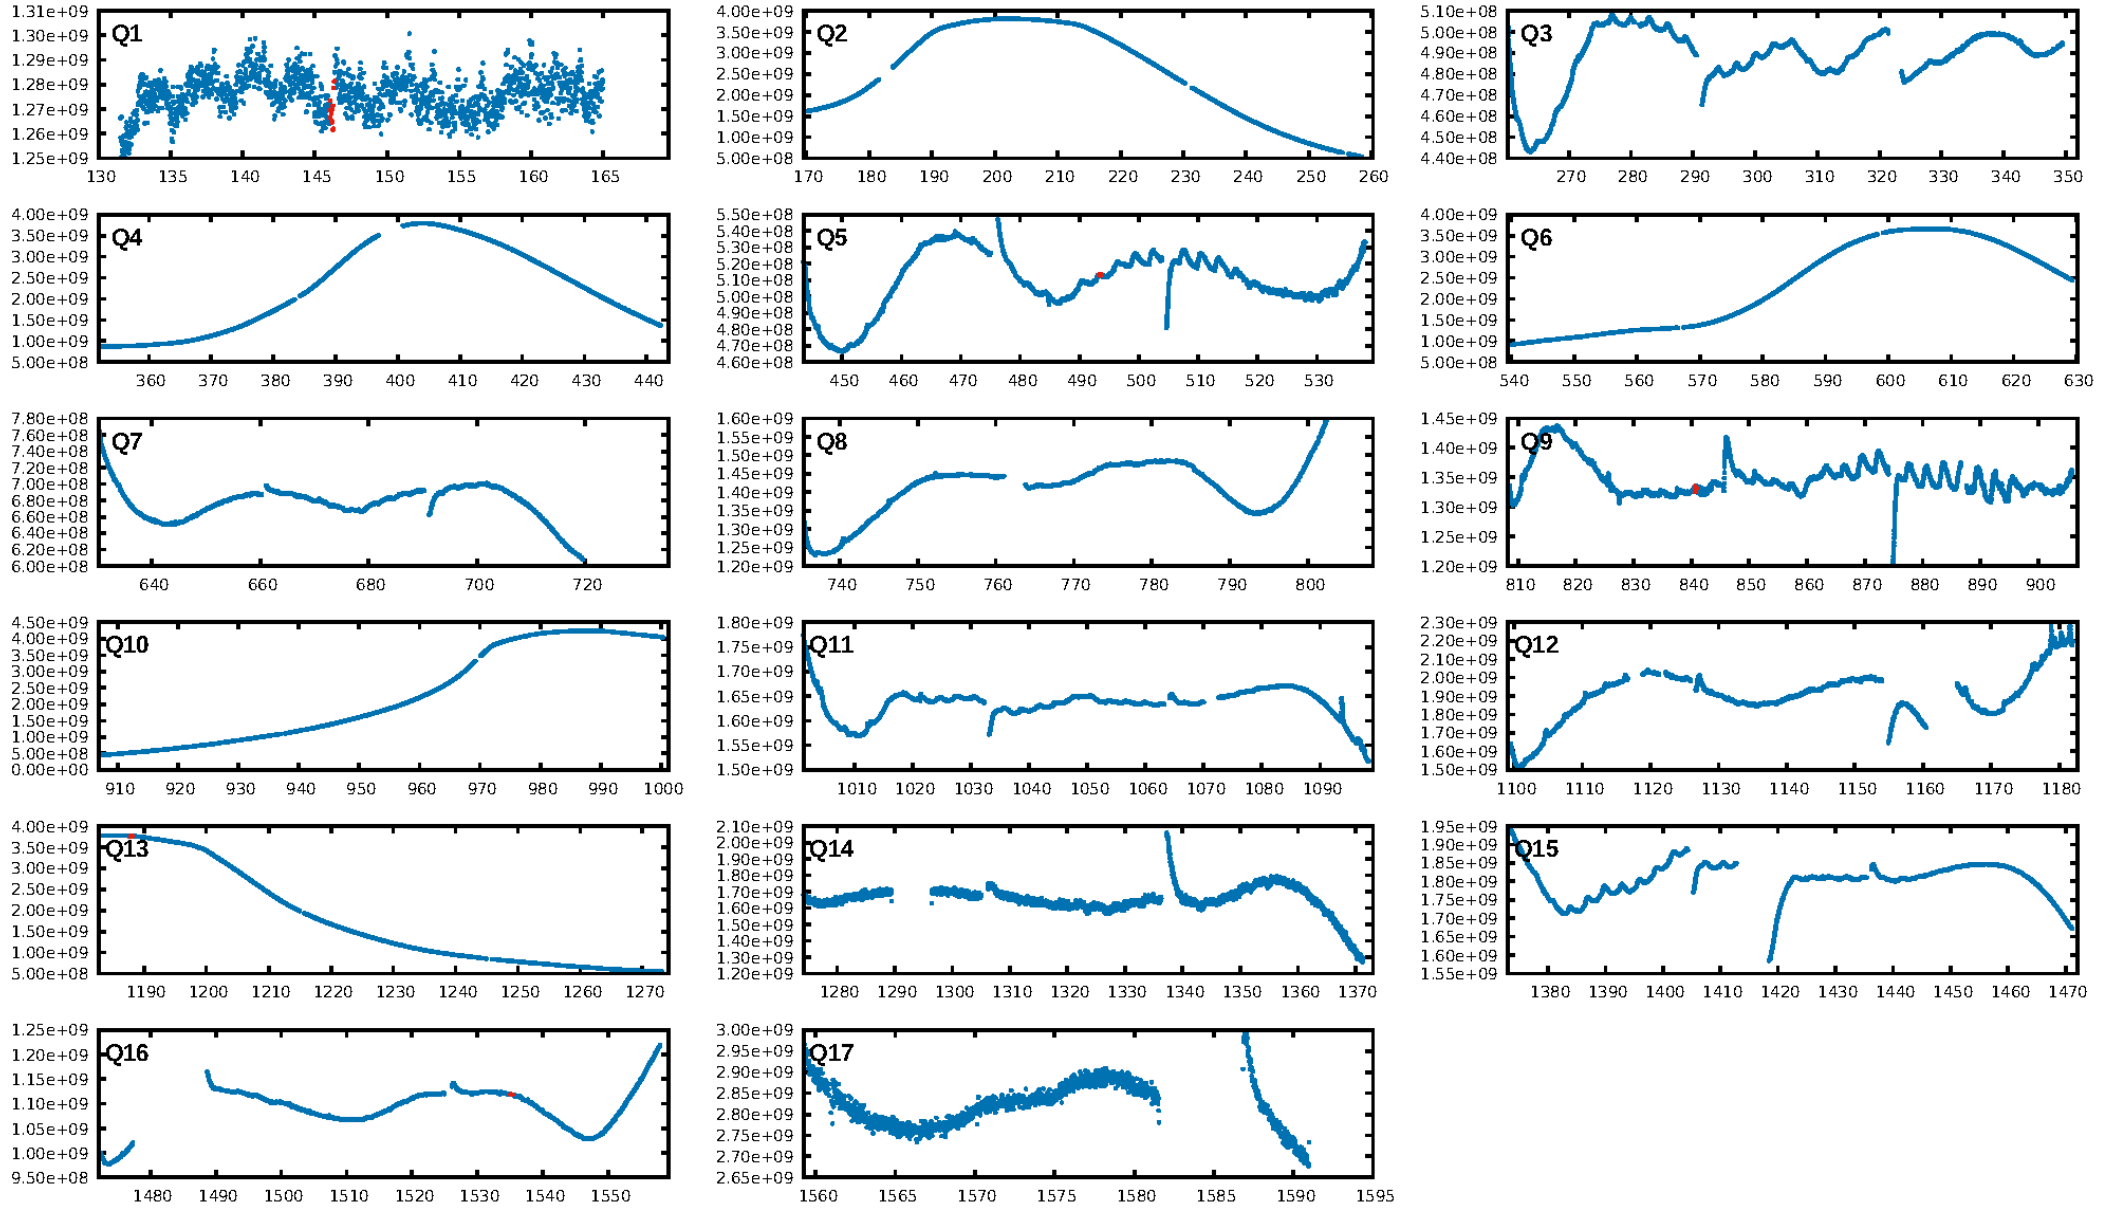 1.31e+09
1.30e+09
1.29e+09
1.28e+09
1.27e+09
1.26e+09
1.25e+09
Q1
130 135 140 145 150 155 160 165
4.00e+09
3.50e+09
3.00e+09
2.50e+09
2.00e+09
1.50e+09
1.00e+09
5.00e+08
Q2
170 180 190 200 210 220 230 240 250 260
5.10e+08
5.00e+08
4.90e+08
4.80e+08
4.70e+08
4.60e+08
4.50e+08
4.40e+08
Q3
270 280 290 300 310 320 330 340 350
4.00e+09
3.50e+09
3.00e+09
2.50e+09
2.00e+09
1.50e+09
1.00e+09
5.00e+08
Q4
360 370 380 390 400 410 420 430 440
5.50e+08
5.40e+08
5.30e+08
5.20e+08
5.10e+08
5.00e+08
4.90e+08
4.80e+08
4.70e+08
4.60e+08
Q5
450 460 470 480 490 500 510 520 530
4.00e+09
3.50e+09
3.00e+09
2.50e+09
2.00e+09
1.50e+09
1.00e+09
5.00e+08
Q6
540 550 560 570 580 590 600 610 620 630
7.80e+08
7.60e+08
7.40e+08
7.20e+08
7.00e+08
6.80e+08
6.60e+08
6.40e+08
6.20e+08
6.00e+08
Q7
640 660 680 700 720
1.60e+09
1.55e+09
1.50e+09
1.45e+09
1.40e+09
1.35e+09
1.30e+09
1.25e+09
1.20e+09
Q8
740 750 760 770 780 790 800
1.45e+09
1.40e+09
1.35e+09
1.30e+09
1.25e+09
1.20e+09
Q9
810 820 830 840 850 860 870 880 890 900
4.50e+09
4.00e+09
3.50e+09
3.00e+09
2.50e+09
2.00e+09
1.50e+09
1.00e+09
5.00e+08
0.00e+00
Q10
910 920 930 940 950 960 970 980 990 1000
1.80e+09
1.75e+09
1.70e+09
1.65e+09
1.60e+09
1.55e+09
1.50e+09
Q11
1010 1020 1030 1040 1050 1060 1070 1080 1090
2.30e+09
2.20e+09
2.10e+09
2.00e+09
1.90e+09
1.80e+09
1.70e+09
1.60e+09
1.50e+09
Q12
1100 1110 1120 1130 1140 1150 1160 1170 1180
4.00e+09
3.50e+09
3.00e+09
2.50e+09
2.00e+09
1.50e+09
1.00e+09
5.00e+08
Q13
1190 1200 1210 1220 1230 1240 1250 1260 1270
2.10e+09
2.00e+09
1.90e+09
1.80e+09
1.70e+09
1.60e+09
1.50e+09
1.40e+09
1.30e+09
1.20e+09
Q14
1280 1290 1300 1310 1320 1330 1340 1350 1360 1370
1.95e+09
1.90e+09
1.85e+09
1.80e+09
1.75e+09
1.70e+09
1.65e+09
1.60e+09
1.55e+09
Q15
1380 1390 1400 1410 1420 1430 1440 1450 1460 1470
1.25e+09
1.20e+09
1.15e+09
1.10e+09
1.05e+09
1.00e+09
9.50e+08
Q16
1480 1490 1500 1510 1520 1530 1540 1550
3.00e+09
2.95e+09
2.90e+09
2.85e+09
2.80e+09
2.75e+09
2.70e+09
2.65e+09
Q17
1560 1565 1570 1575 1580 1585 1590 1595